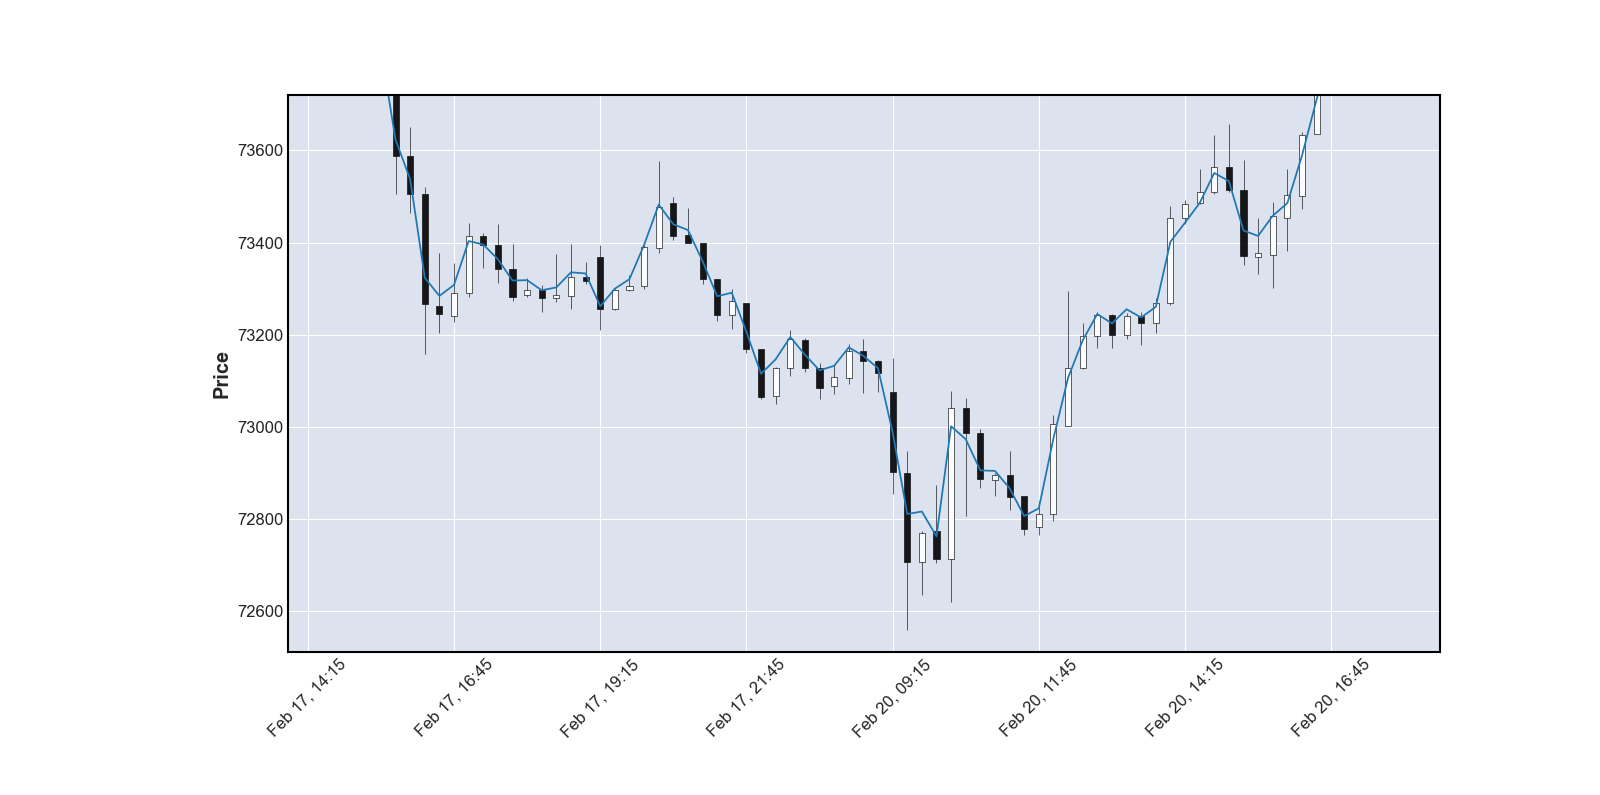 Price
73600
73400
73200
73000
72800
72600
Feb 17, 14:15
Feb 17, 16:45
Feb 17, 19:15
Feb 17, 21:45
Feb 20, 09:15
Feb 20, 11:45
Feb 20, 14:15
Feb 20, 16:45